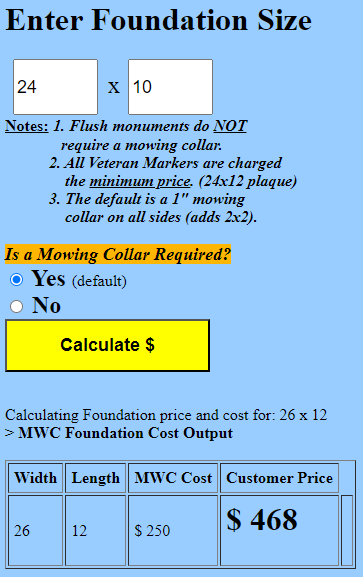 Enter Foundation Size
24 x 10
Notes: 1. Flush monuments do NOT
require a mowing collar.
2. All Veteran Markers are charged
the minimum price. (24x12 plaque)
3. The default is a 1" mowing
collar on all sides (adds 2x2).
Is a Mowing Collar Required?
Yes (default)
No
Calculate $
Calculating Foundation price and cost for: 26 x 12
> MWC Foundation Cost Output
Width Length MWC Cost Customer Price
26 12 $ 250 $ 468